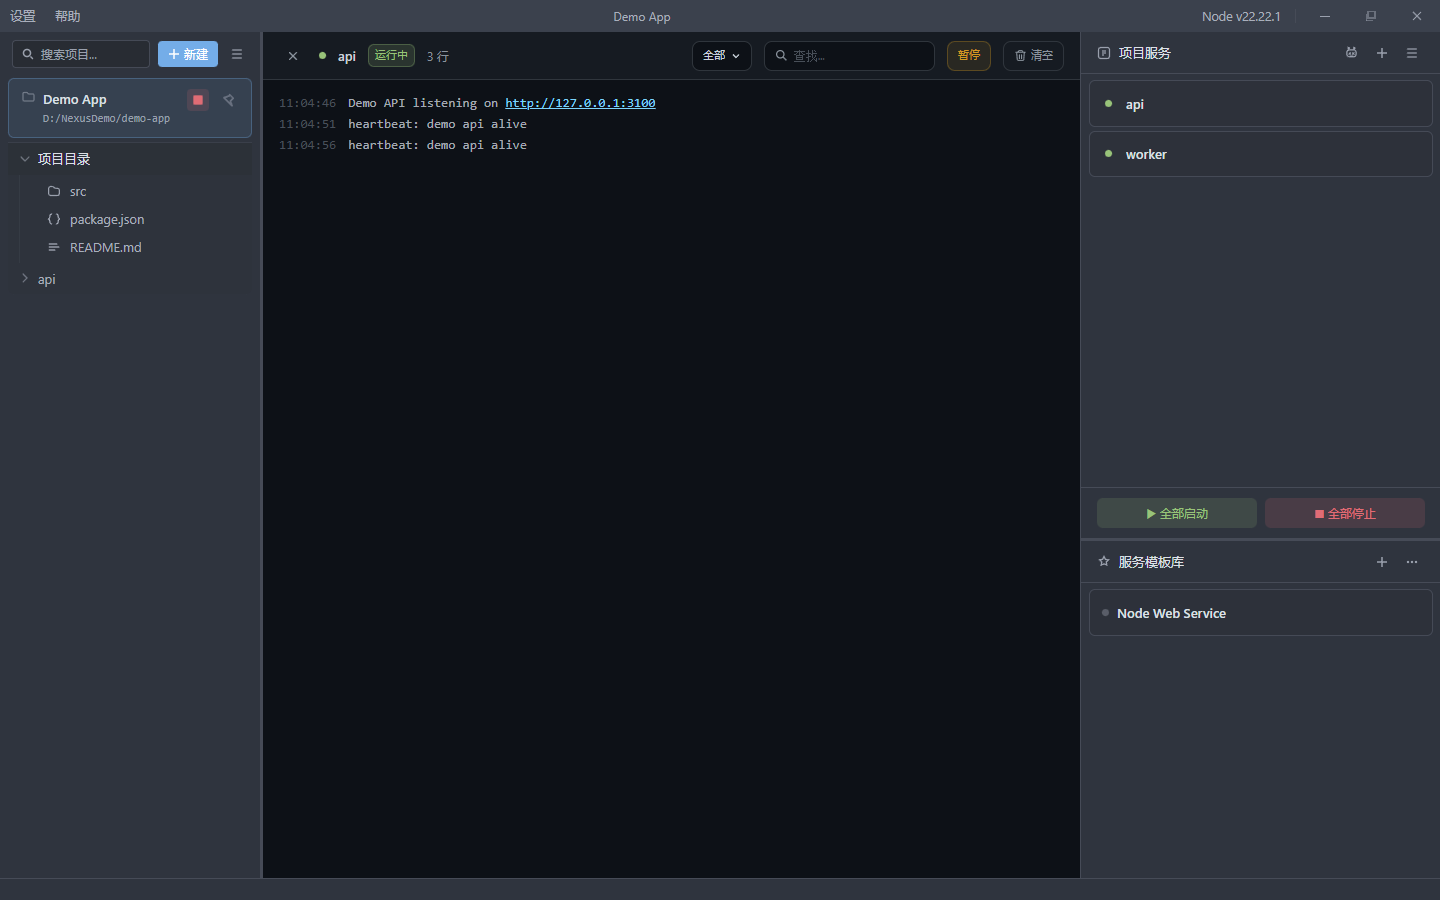 设置 帮助 Demo App Node v22.22.1
搜索项目... 新建
Demo App
D:/NexusDemo/demo-app
项目目录
src
package.json
README.md
api
api 运行中 3 行 全部 查找... 暂停 清空
11:04:46 Demo API listening on http://127.0.0.1:3100
11:04:51 heartbeat: demo api alive
11:04:56 heartbeat: demo api alive
项目服务
api
worker
全部启动 全部停止
服务模板库
Node Web Service